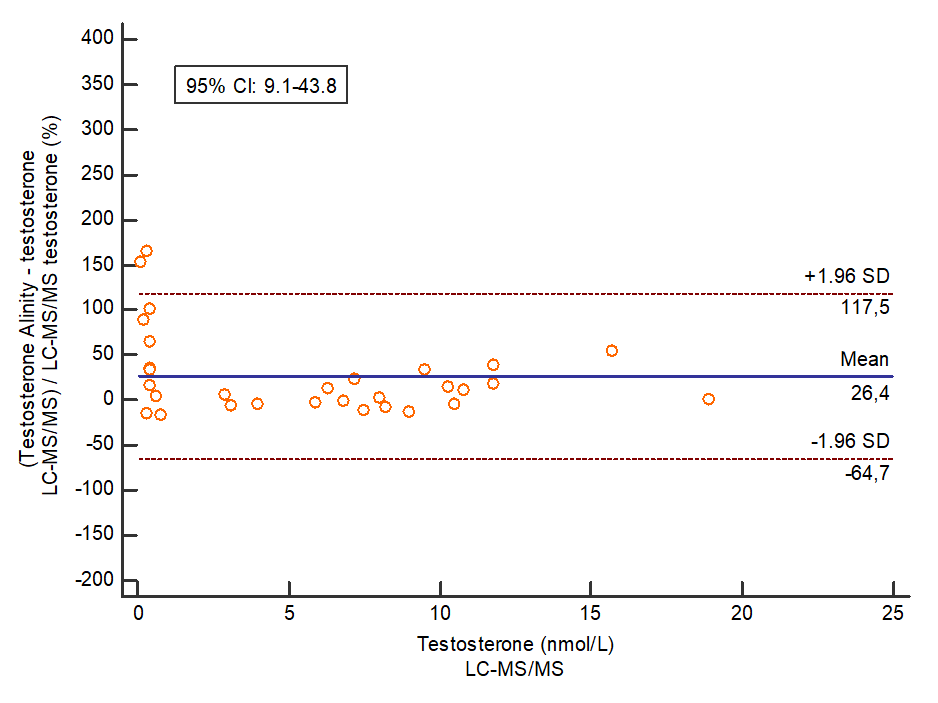 400
350
300
250
200
150
100
50
0
-50
-100
-150
-200
(Testosterone Alinity - testosterone
LC-MS/MS) / LC-MS/MS testosterone (%)
95% CI: 9.1-43.8
+1.96 SD
117,5
Mean
26,4
-1.96 SD
-64,7
0 5 10 15 20 25
Testosterone (nmol/L)
LC-MS/MS